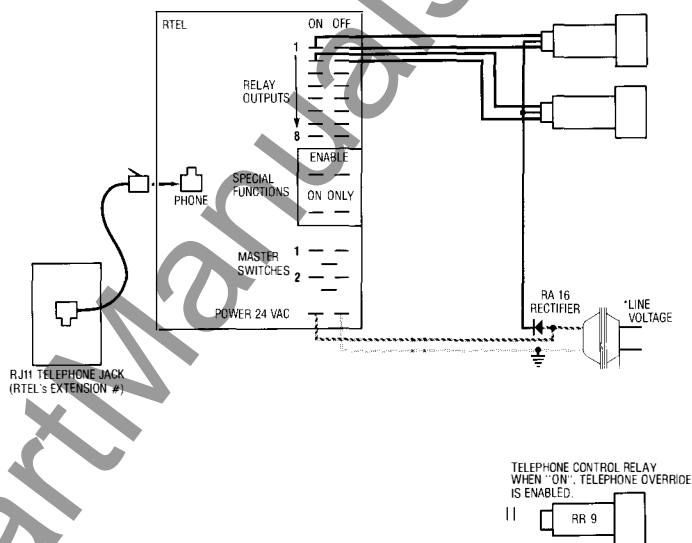 RTEL
ON OFF
1
RELAY
OUTPUTS
8
ENABLE
SPECIAL
FUNCTIONS
ON ONLY
PHONE
MASTER
SWITCHES
1
2
POWER 24 VAC
RA 16
RECTIFIER
*LINE
VOLTAGE
RJ11 TELEPHONE JACK
(RTEL's EXTENSION #)
TELEPHONE CONTROL RELAY
WHEN "ON", TELEPHONE OVERRIDE
IS ENABLED.
RR 9
artManuals